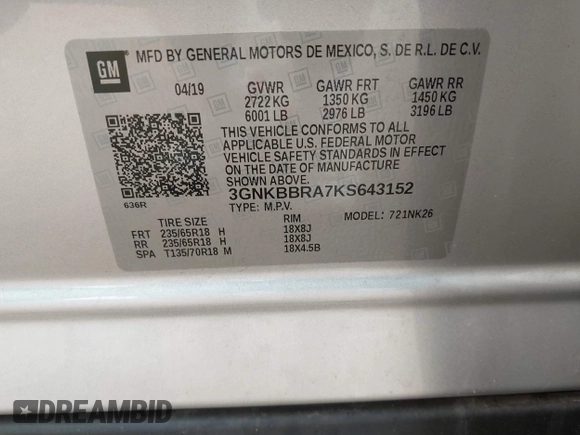 GM
MFD BY GENERAL MOTORS DE MEXICO, S. DE R.L. DE C.V.
04/19 GVWR GAWR FRT GAWR RR
2722 KG 1350 KG 1450 KG
6001 LB 2976 LB 3196 LB
THIS VEHICLE CONFORMS TO ALL
APPLICABLE U.S. FEDERAL MOTOR
VEHICLE SAFETY STANDARDS IN EFFECT
ON THE DATE OF MANUFACTURE
3GNKBBRA7KS643152
636R TYPE: M.P.V. MODEL: 721NK26
TIRE SIZE RIM
FRT 235/65R18 H 18X8J
RR 235/65R18 H 18X8J
SPA T135/70R18 M 18X4.5B
DREAMBID